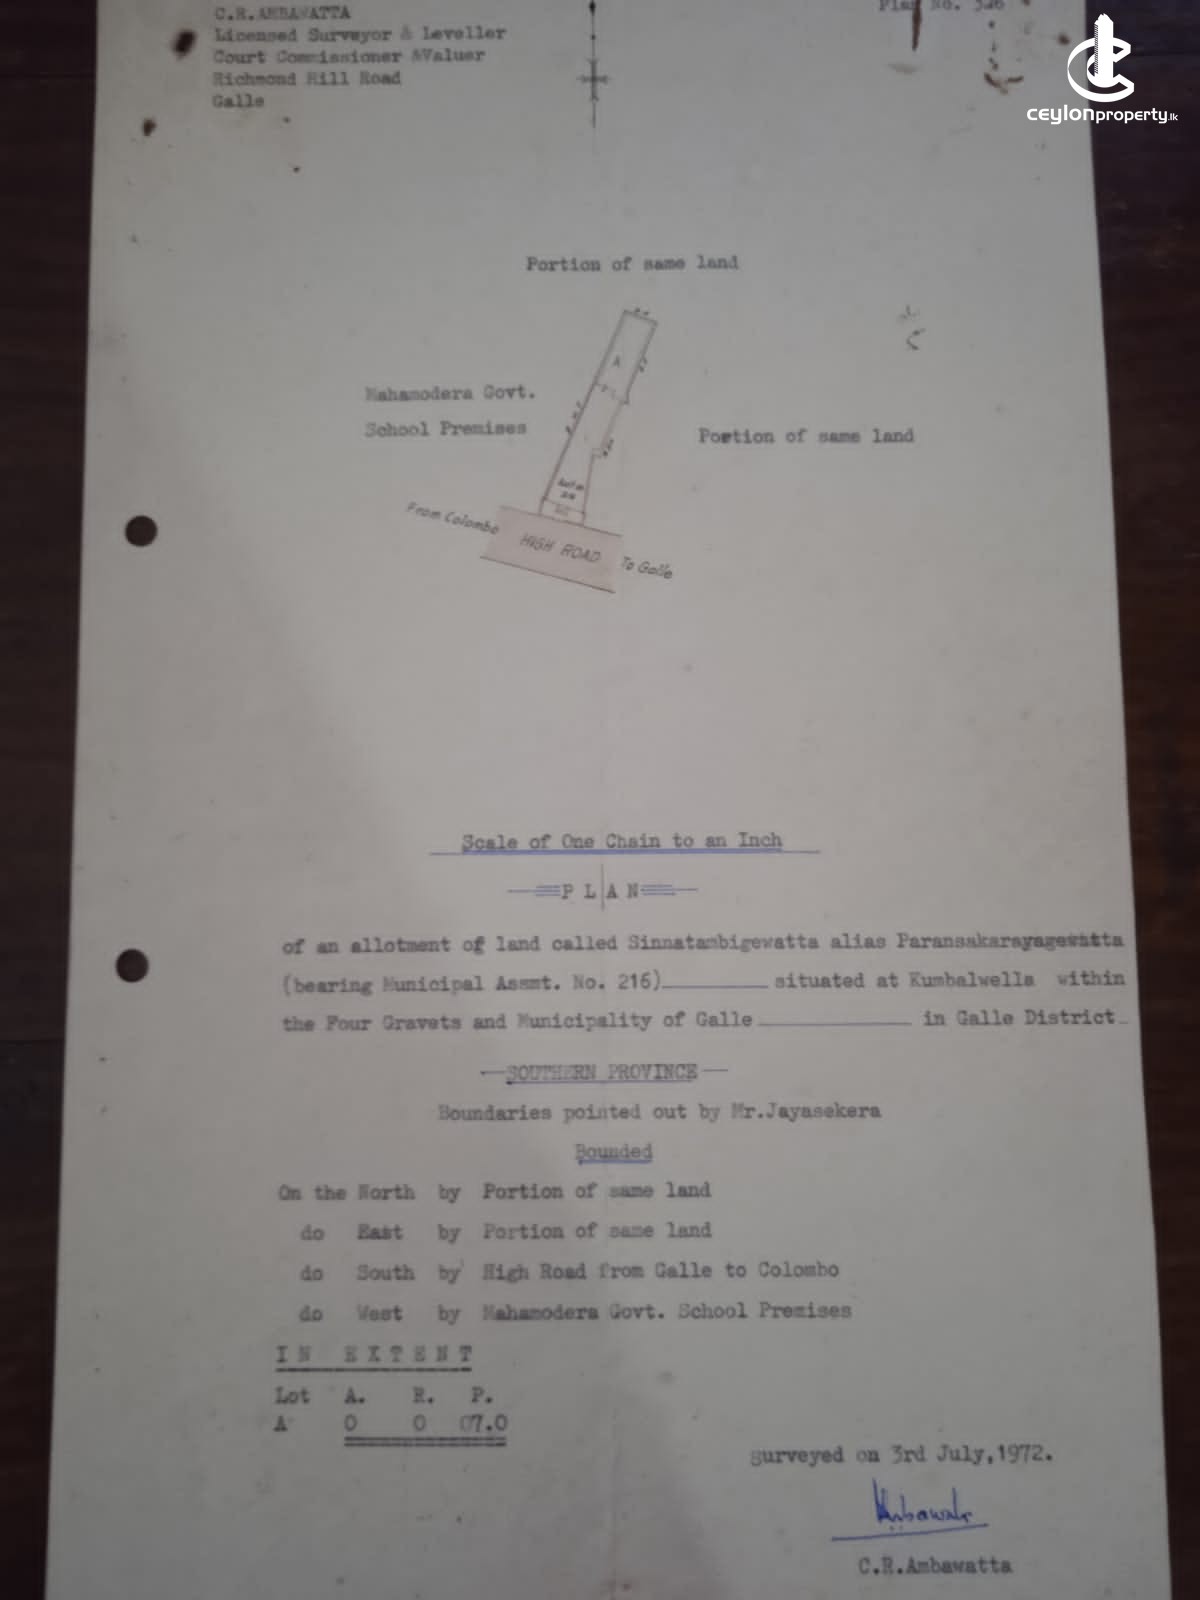 C.R.AMBAWATTA
Licensed Surveyor & Leveller
Court Commissioner &Valuer
Richmond Hill Road
Galle
Plan No. 326
ceylonproperty.lk
Portion of same land
A
Mahamodera Govt.
School Premises
Portion of same land
From Colombo
HIGH ROAD
To Galle
Scale of One Chain to an Inch
P L A N
of an allotment of land called Sinnatambigewatta alias Paransakarayagewatta
(bearing Municipal Assmt. No. 216) situated at Kumbalwella within
the Four Gravets and Municipality of Galle in Galle District
SOUTHERN PROVINCE
Boundaries pointed out by Mr.Jayasekera
Bounded
On the North by Portion of same land
do East by Portion of same land
do South by High Road from Galle to Colombo
do West by Mahamodera Govt. School Premises
IN EXTENT
Lot A. R. P.
A 0 0 07.0
surveyed on 3rd July,1972.
C.R.Ambawatta